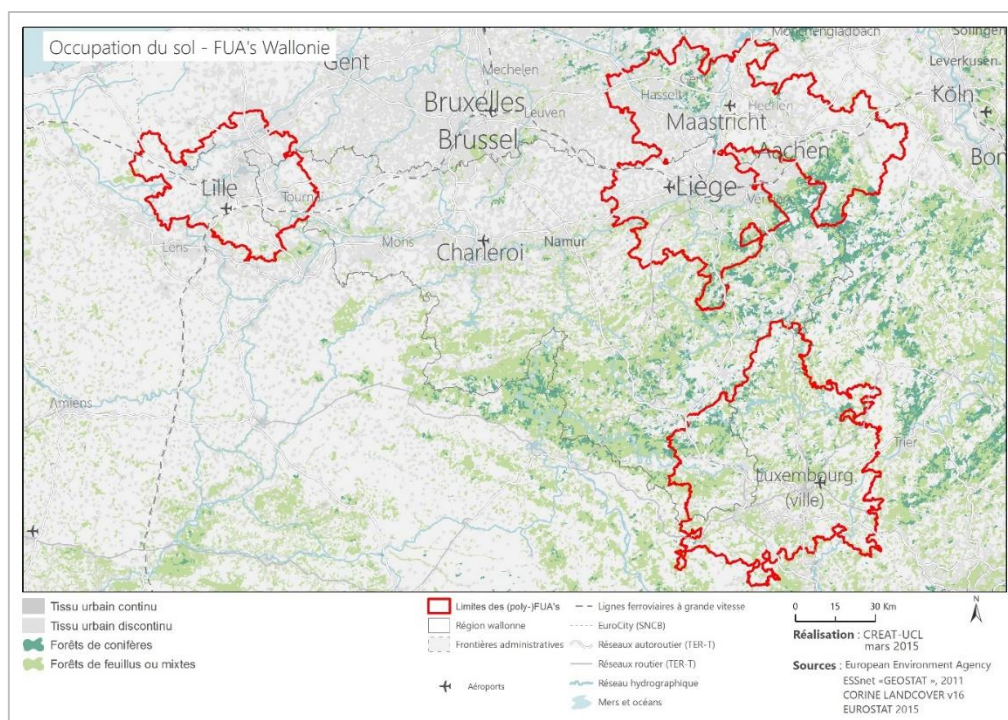 Occupation du sol - FUA's Wallonie
Gent
Mechelen
Mönchengladbach
Solingen
Leverkusen
Köln
Bon
Bruxelles
Brussel
Leuven
Hasselt
Heerlen
Maastricht
Aachen
Liège
Lille
Tournai
Lens
Mons
Charleroi
Namur
Amiens
Trier
Luxembourg
(ville)
Tissu urbain continu
Tissu urbain discontinu
Forêts de conifères
Forêts de feuillus ou mixtes
Limites des (poly-)FUA's
Région wallonne
Frontières administratives
Aéroports
Lignes ferroviaires à grande vitesse
EuroCity (SNCB)
Réseaux autoroutier (TER-T)
Réseaux routier (TER-T)
Réseau hydrographique
Mers et océans
0 15 30 Km
N
Réalisation : CREAT-UCL
mars 2015
Sources : European Environment Agency
ESSnet «GEOSTAT », 2011
CORINE LANDCOVER v16
EUROSTAT 2015